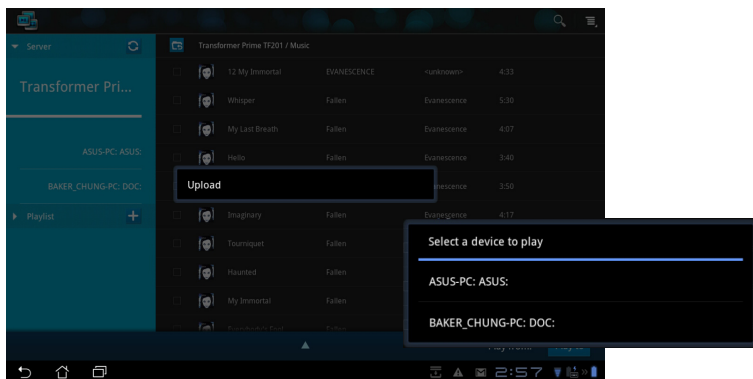 Server
Transformer Prime TF201 / Music
12 My Immortal EVANESCENCE <unknown> 4:33
Transformer Pri...
Whisper Fallen Evanescence 5:30
My Last Breath Fallen Evanescence 4:07
ASUS-PC: ASUS:
Hello Fallen Evanescence 3:40
BAKER_CHUNG-PC: DOC:
Upload
3:50
Playlist
Imaginary Fallen Evanescence 4:17
Tourniquet Fallen
Haunted Fallen
My Immortal Fallen
Select a device to play
ASUS-PC: ASUS:
BAKER_CHUNG-PC: DOC:
2:57